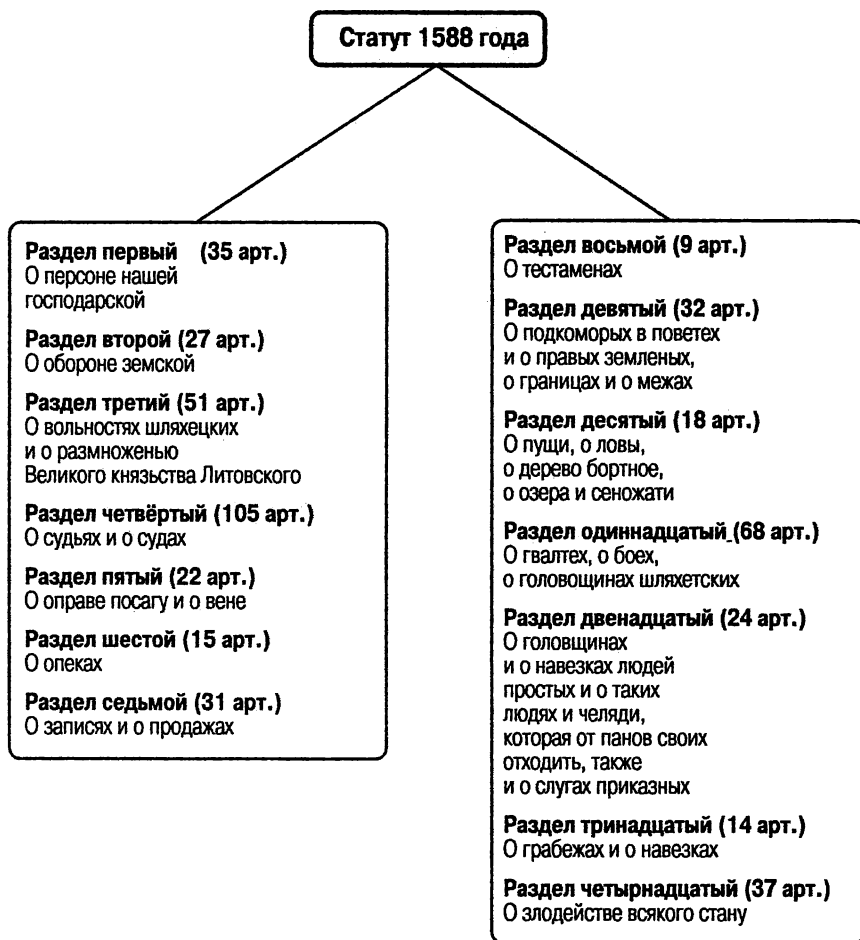 Статут 1588 года
Раздел первый (35 арт.)
О персоне нашей
господарской
Раздел второй (27 арт.)
О обороне земской
Раздел третий (51 арт.)
О вольностях шляхецких
и о размноженью
Великого князьства Литовского
Раздел четвёртый (105 арт.)
О судьях и о судах
Раздел пятый (22 арт.)
О оправе посагу и о вене
Раздел шестой (15 арт.)
О опеках
Раздел седьмой (31 арт.)
О записях и о продажах
Раздел восьмой (9 арт.)
О тестаменах
Раздел девятый (32 арт.)
О подкоморых в поветех
и о правых земленых,
о границах и о межах
Раздел десятый (18 арт.)
О пущи, о ловы,
о дерево бортное,
о озера и сеножати
Раздел одиннадцатый (68 арт.)
О гвалтех, о боех,
о головощинах шляхетских
Раздел двенадцатый (24 арт.)
О головщинах
и о навезках людей
простых и о таких
людях и челяди,
которая от панов своих
отходить, также
и о слугах приказных
Раздел тринадцатый (14 арт.)
О грабежах и о навезках
Раздел четырнадцатый (37 арт.)
О злодействе всякого стану